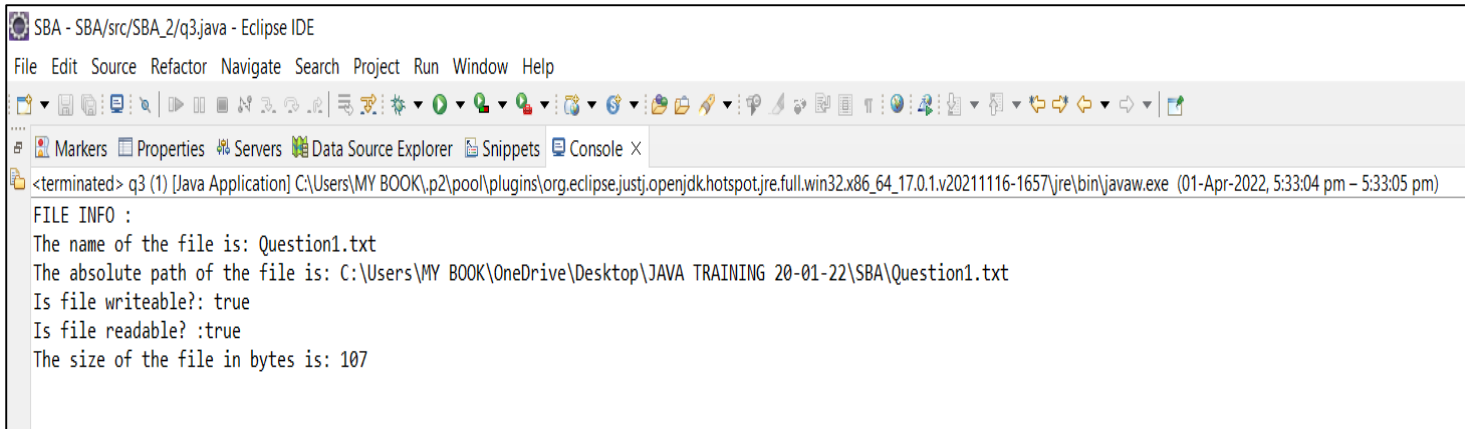 SBA - SBA/src/SBA_2/q3.java - Eclipse IDE
File Edit Source Refactor Navigate Search Project Run Window Help
Markers Properties Servers Data Source Explorer Snippets Console
<terminated> q3 (1) [Java Application] C:\Users\MY BOOK\.p2\pool\plugins\org.eclipse.justj.openjdk.hotspot.jre.full.win32.x86_64_17.0.1.v20211116-1657\jre\bin\javaw.exe (01-Apr-2022, 5:33:04 pm – 5:33:05 pm)
FILE INFO :
The name of the file is: Question1.txt
The absolute path of the file is: C:\Users\MY BOOK\OneDrive\Desktop\JAVA TRAINING 20-01-22\SBA\Question1.txt
Is file writeable?: true
Is file readable? :true
The size of the file in bytes is: 107